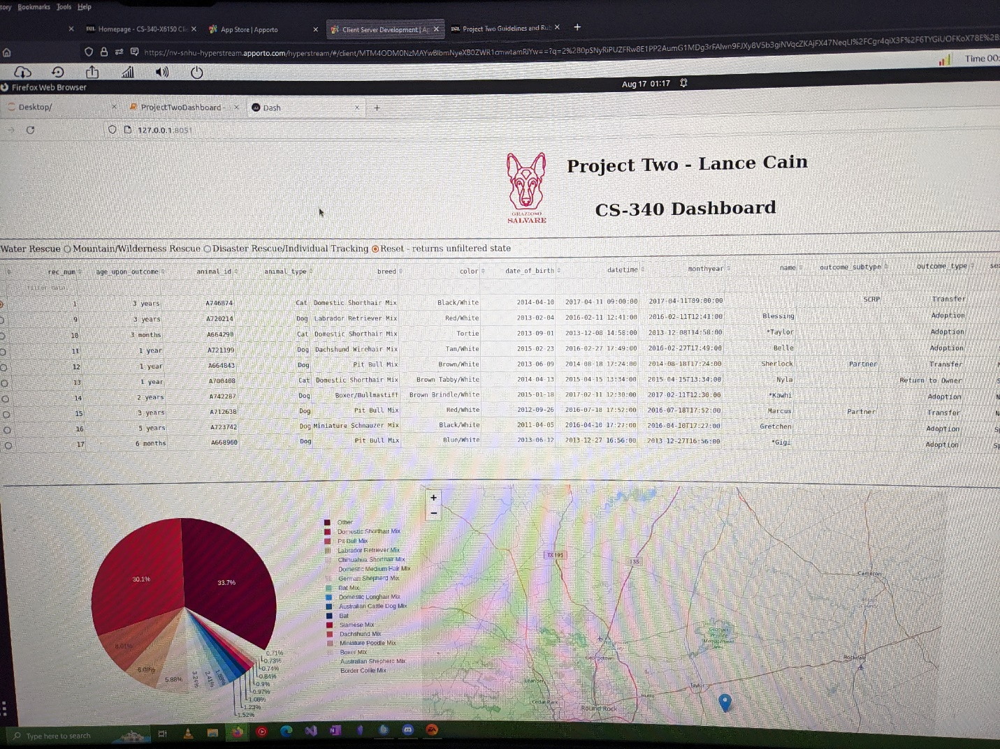 tory Bookmarks Tools Help
Homepage - CS-340-X6150 Cli
App Store | Apporto
Client Server Development | Ap
Project Two Guidelines and Rub
Time 00:
Firefox Web Browser
Aug 17 01:17
Desktop/
ProjectTwoDashboard -
Dash
127.0.0.1:8051
Project Two - Lance Cain
GRAZIOSO
SALVARE
CS-340 Dashboard
Water Rescue Mountain/Wilderness Rescue Disaster Rescue/Individual Tracking Reset - returns unfiltered state
rec_num age_upon_outcome animal_id animal_type breed color date_of_birth datetime monthyear name outcome_subtype outcome_type se
filter data.
1 3 years A746874 Cat Domestic Shorthair Mix Black/White 2014-04-10 2017-04-11 09:00:00 2017-04-11T09:00:00 SCRP Transfer
9 3 years A720214 Dog Labrador Retriever Mix Red/White 2013-02-04 2016-02-11 12:41:00 2016-02-11T12:41:00 Blessing Adoption
10 3 months A664290 Cat Domestic Shorthair Mix Tortie 2013-09-01 2013-12-08 14:58:00 2013-12-08T14:58:00 *Taylor Adoption
11 1 year A721199 Dog Dachshund Wirehair Mix Tan/White 2015-02-23 2016-02-27 17:49:00 2016-02-27T17:49:00 Belle Adoption
12 1 year A664843 Dog Pit Bull Mix Brown/White 2013-06-09 2014-08-18 17:24:00 2014-08-18T17:24:00 Sherlock Partner Transfer
13 1 year A700408 Cat Domestic Shorthair Mix Brown Tabby/White 2014-04-13 2015-04-15 13:34:00 2015-04-15T13:34:00 Nyla Return to Owner
14 2 years A742287 Dog Boxer/Bullmastiff Brown Brindle/White 2015-01-18 2017-02-11 12:30:00 2017-02-11T12:30:00 *Kawhi Adoption
15 3 years A712638 Dog Pit Bull Mix Red/White 2012-09-26 2016-07-18 17:52:00 2016-07-18T17:52:00 Marcus Partner Transfer
16 5 years A723742 Dog Miniature Schnauzer Mix Black/White 2011-04-05 2016-04-10 17:27:00 2016-04-10T17:27:00 Gretchen Adoption
17 6 months A668960 Dog Pit Bull Mix Blue/White 2013-06-12 2013-12-27 16:56:00 2013-12-27T16:56:00 *Gigi Adoption
30.1%
33.7%
8.01%
6.08%
5.88%
3.24%
2.41%
1.88%
0.71%
0.73%
0.74%
0.84%
0.9%
0.97%
1.08%
1.23%
1.52%
Other
Domestic Shorthair Mix
Pit Bull Mix
Labrador Retriever Mix
Chihuahua Shorthair Mix
Domestic Medium Hair Mix
German Shepherd Mix
Bat Mix
Domestic Longhair Mix
Australian Cattle Dog Mix
Bat
Siamese Mix
Dachshund Mix
Miniature Poodle Mix
Boxer Mix
Australian Shepherd Mix
Border Collie Mix
+
−
TX 195
I 35
Cameron
Granger
Wildlife
Management
Area
Georgetown
Rockdale
Leander
Taylor
Hutto
Cedar Park
Round Rock
Type here to search